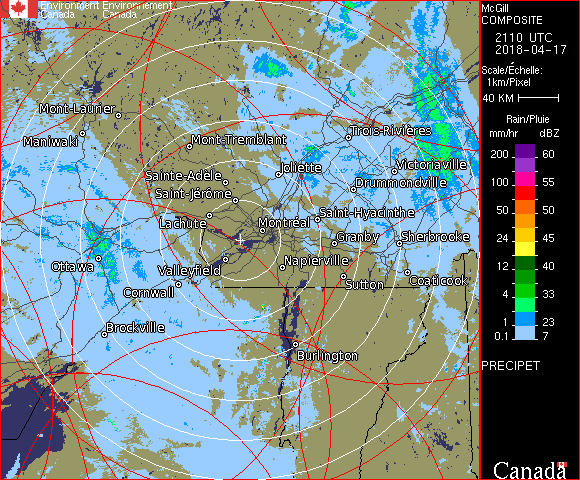 Environment Environnement
Canada Canada
Mont-Laurier
Maniwaki
Mont-Tremblant
Trois-Rivières
Sainte-Adèle
Joliette
Victoriaville
Saint-Jérôme
Drummondville
Lachute
Montréal
Saint-Hyacinthe
Granby
Sherbrooke
Ottawa
Valleyfield
Napierville
Cornwall
Sutton
Coaticook
Brockville
Burlington
McGill
COMPOSITE
2110 UTC
2018-04-17
Scale/Échelle:
1km/Pixel
40 KM
Rain/Pluie
mm/hr dBZ
200 60
100 55
50 50
24 45
12 40
4 33
1 23
0.1 7
PRECIPET
Canada